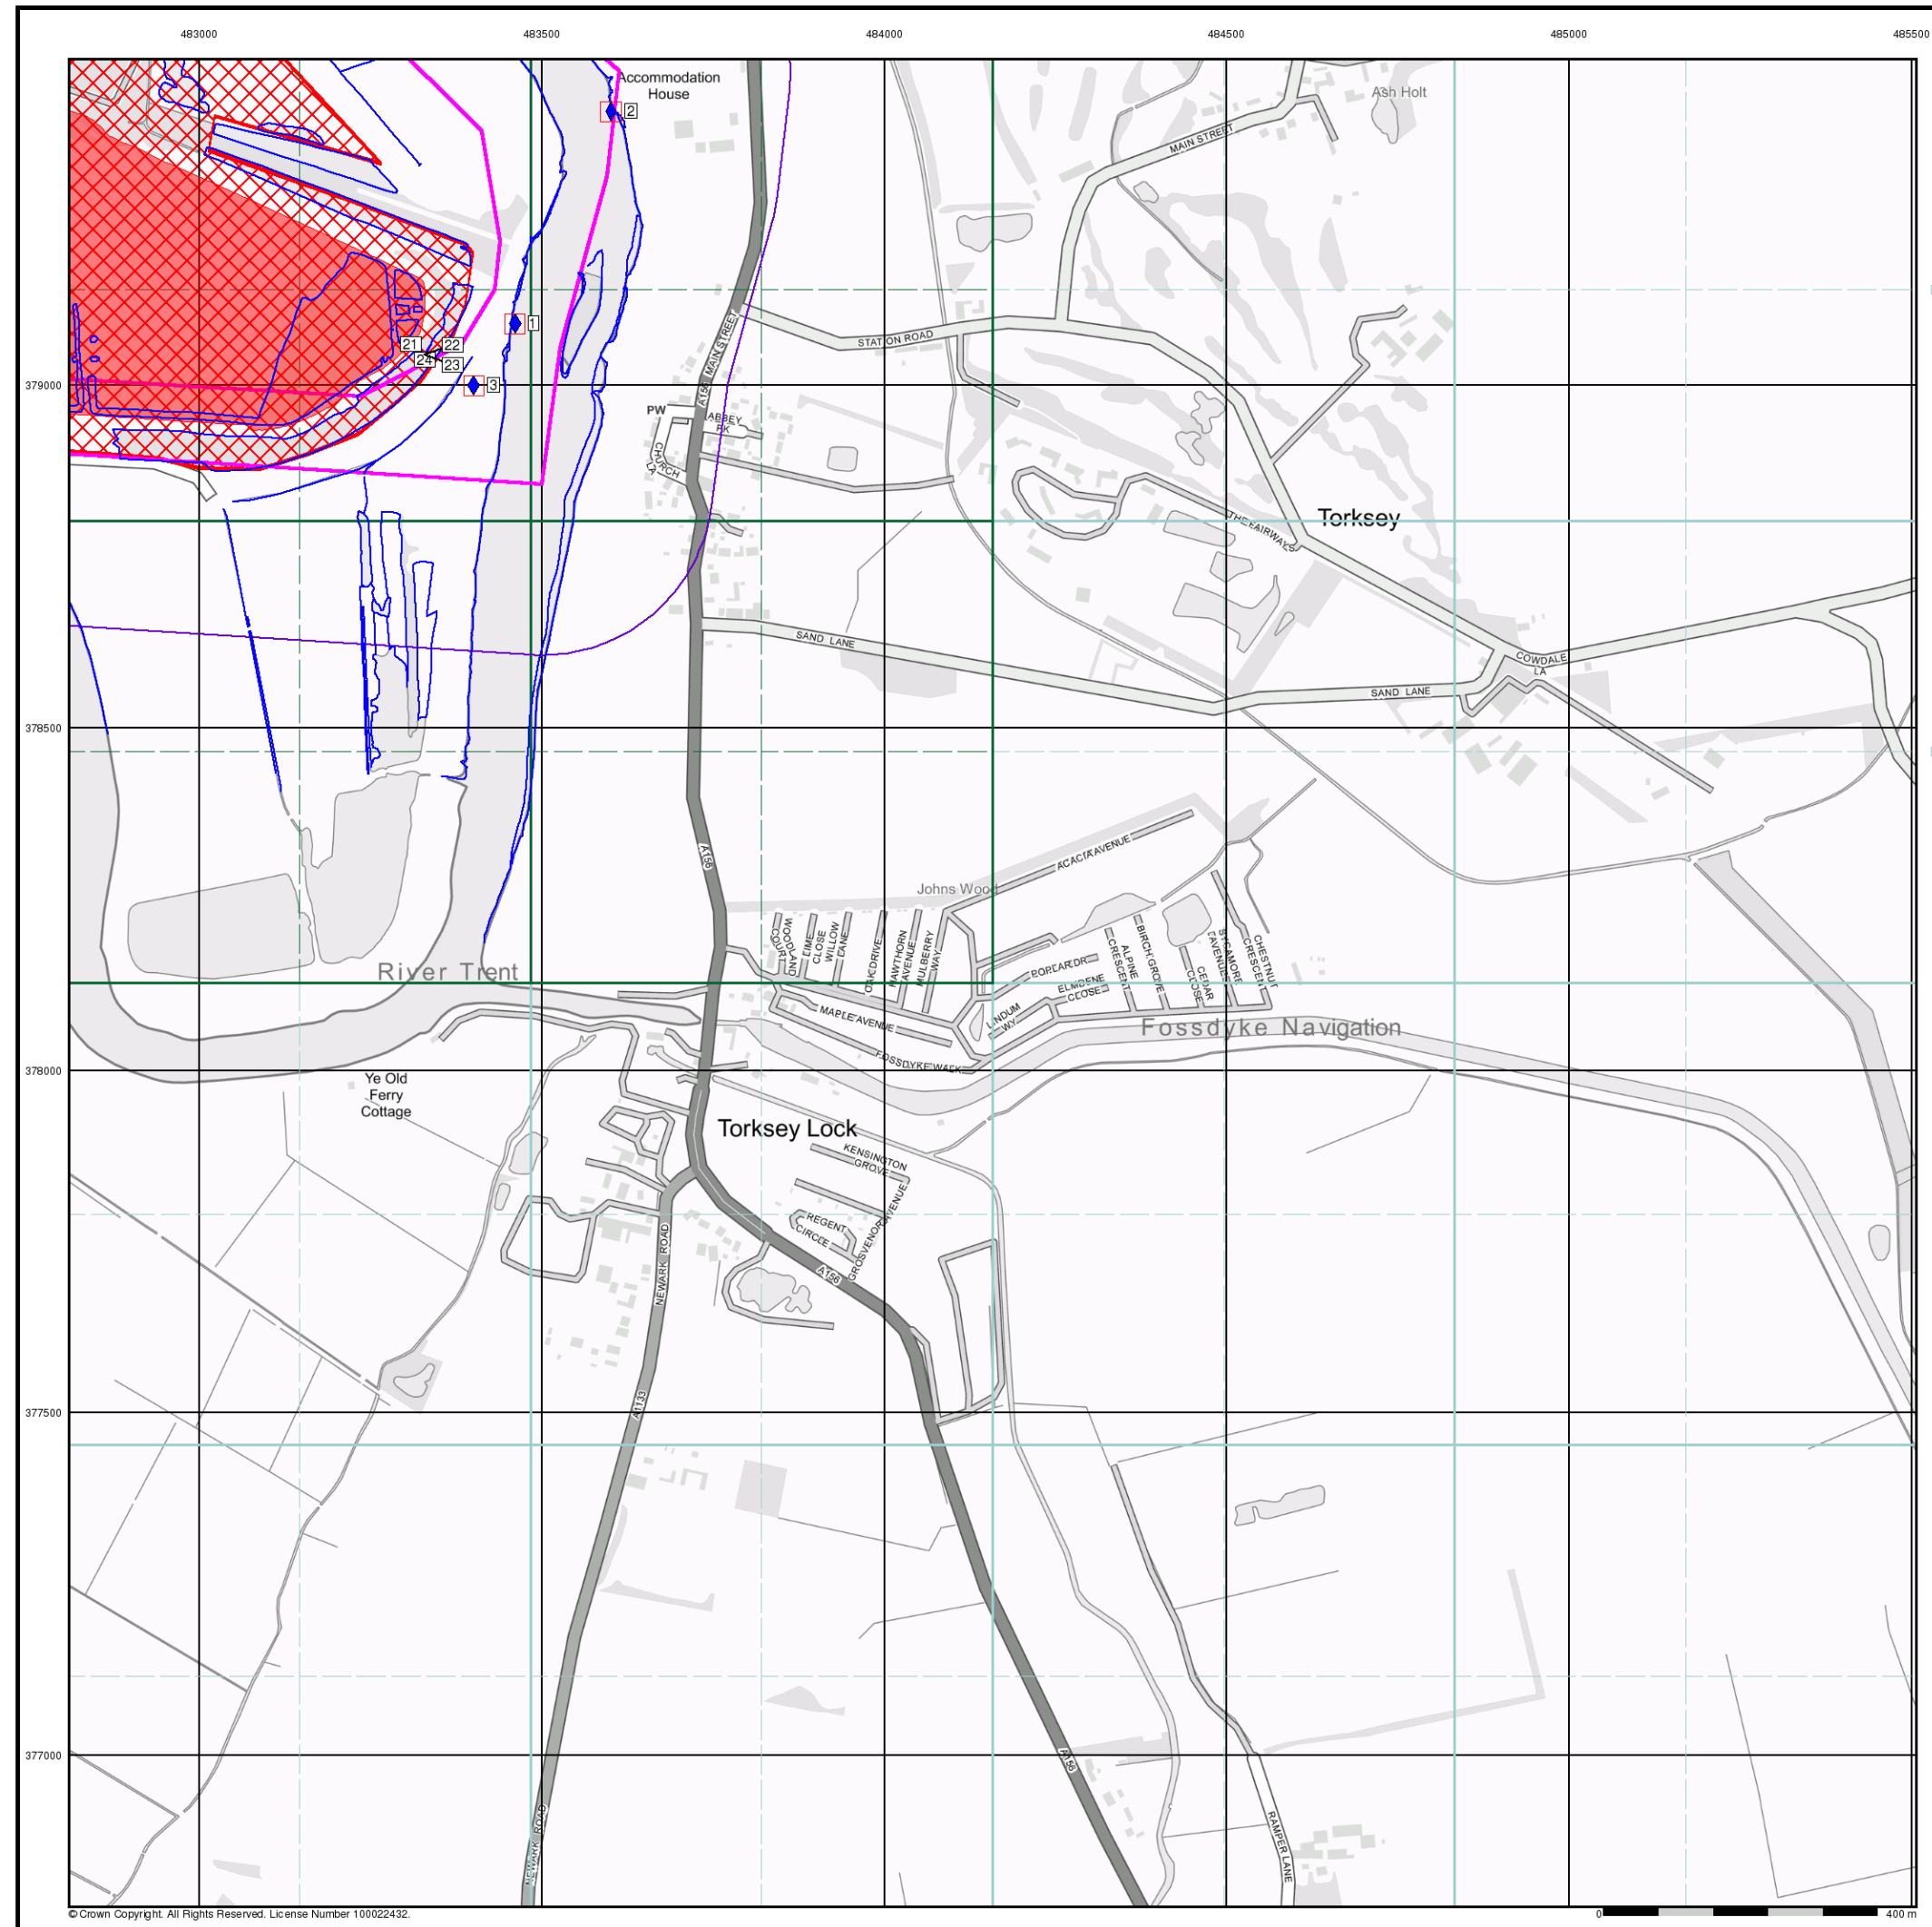 483000
483500
484000
484500
485000
485500
379000
378500
378000
377500
377000
Accommodation
House
2
Ash Holt
MAIN STREET
1
21
22
24
23
3
STATION ROAD
A156 MAIN STREET
PW
ABBEY
PK
CHURCH
LA
Torksey
THE FAIRWAYS
SAND LANE
COWDALE
LA
SAND LANE
A156
ACACIA AVENUE
Johns Wood
WOODLAND
COURT
LIME
CLOSE
WILLOW
LANE
OAK DRIVE
HAWTHORN
AVENUE
MULBERRY
WAY
POPLAR DR
ELMDENE
CLOSE
ALPINE
CRESCENT
BIRCH GROVE
CEDAR
CLOSE
SYCAMORE
AVENUE
CHESTNUT
CRESCENT
LINDUM
WY
MAPLE AVENUE
FOSSDYKE WALK
River Trent
Fossdyke Navigation
Ye Old
Ferry
Cottage
Torksey Lock
KENSINGTON
GROVE
REGENT
CIRCLE
GROSVENOR AVENUE
A156
NEWARK ROAD
A1133
A156
NEWARK ROAD
RAMPER LANE
© Crown Copyright. All Rights Reserved. License Number 100022432.
0
400 m